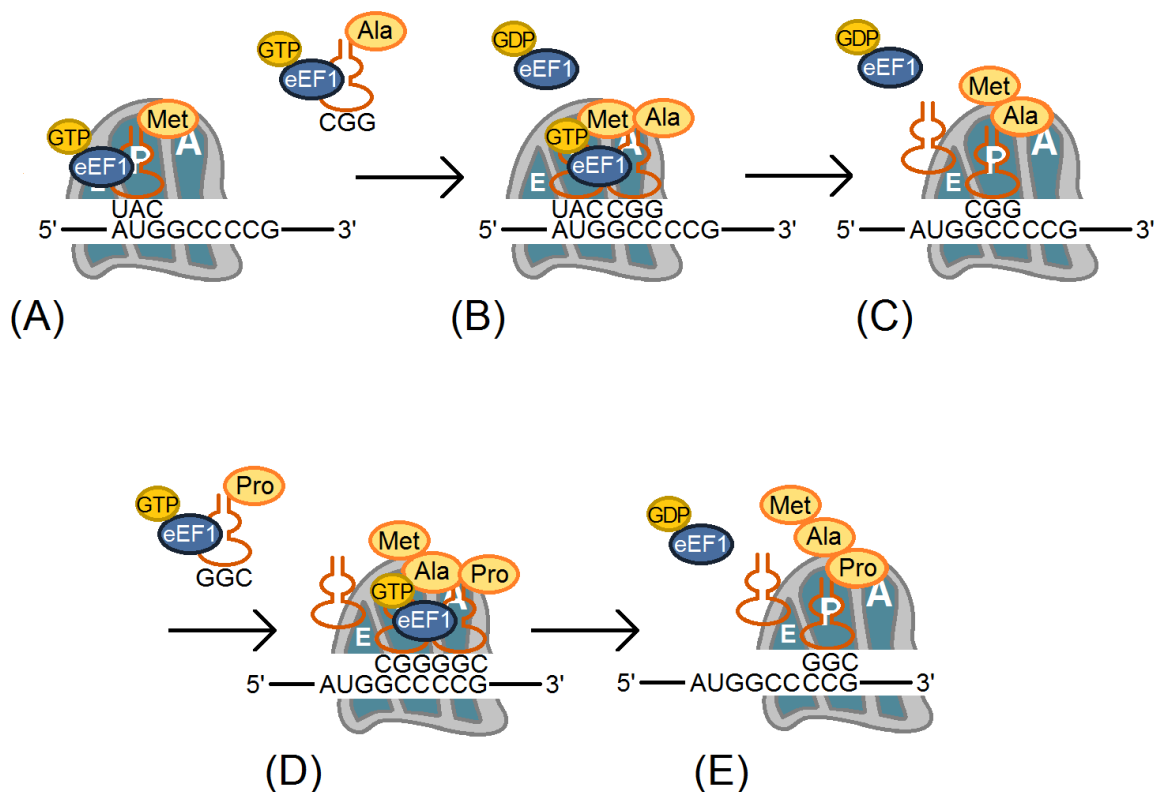 Met
GTP
A
P
eEF1
E
UAC
5' AUGGCCCCG 3'
(A)
Ala
GTP
eEF1
CGG
GDP
eEF1
GTP
Met
Ala
A
eEF1
E
UACCGG
5' AUGGCCCCG 3'
(B)
GDP
eEF1
Met
Ala
A
P
E
CGG
5' AUGGCCCCG 3'
(C)
Pro
GTP
eEF1
GGC
Met
Ala
Pro
GTP
A
eEF1
E
CGGGGC
5' AUGGCCCCG 3'
(D)
GDP
eEF1
Met
Ala
Pro
A
P
E
GGC
5' AUGGCCCCG 3'
(E)